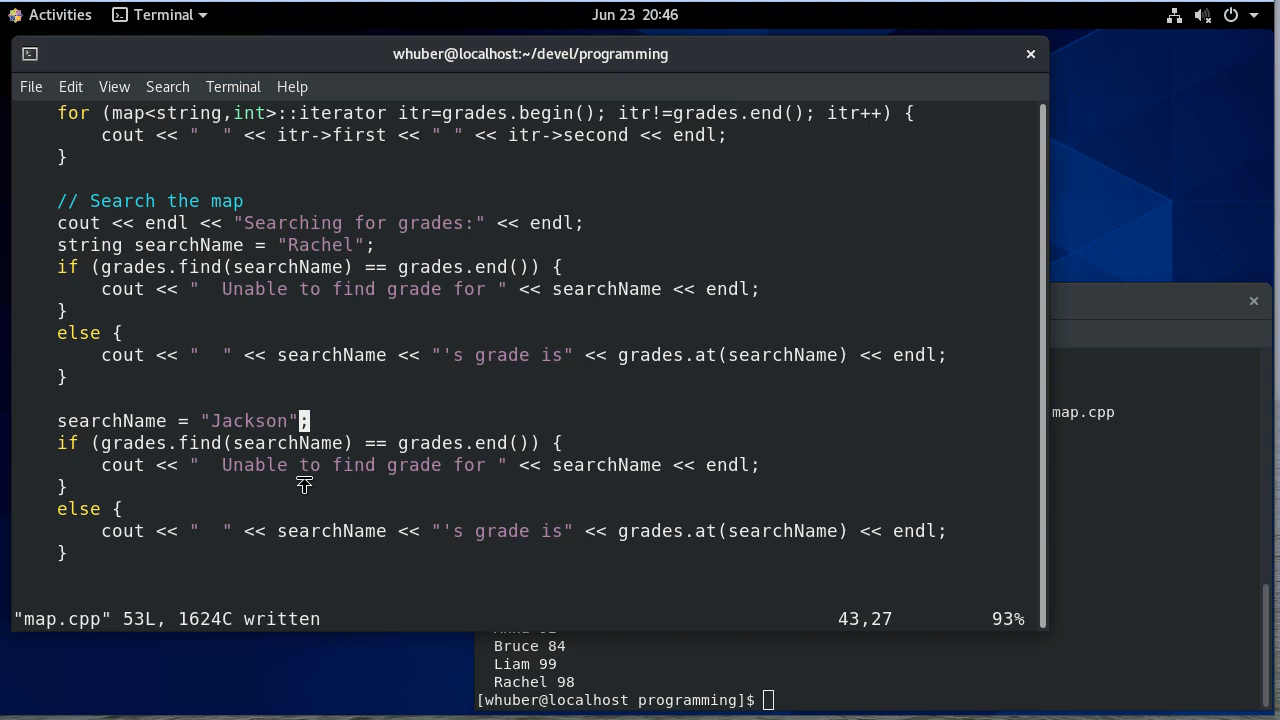 Activities Terminal Jun 23 20:46
whuber@localhost:~/devel/programming
File Edit View Search Terminal Help
for (map<string,int>::iterator itr=grades.begin(); itr!=grades.end(); itr++) {
cout << "  " << itr->first << " " << itr->second << endl;
}
// Search the map
cout << endl << "Searching for grades:" << endl;
string searchName = "Rachel";
if (grades.find(searchName) == grades.end()) {
cout << "  Unable to find grade for " << searchName << endl;
}
else {
cout << "  " << searchName << "'s grade is" << grades.at(searchName) << endl;
}
searchName = "Jackson";
if (grades.find(searchName) == grades.end()) {
cout << "  Unable to find grade for " << searchName << endl;
}
else {
cout << "  " << searchName << "'s grade is" << grades.at(searchName) << endl;
}
"map.cpp" 53L, 1624C written 43,27 93%
map.cpp
Bruce 84
Liam 99
Rachel 98
[whuber@localhost programming]$